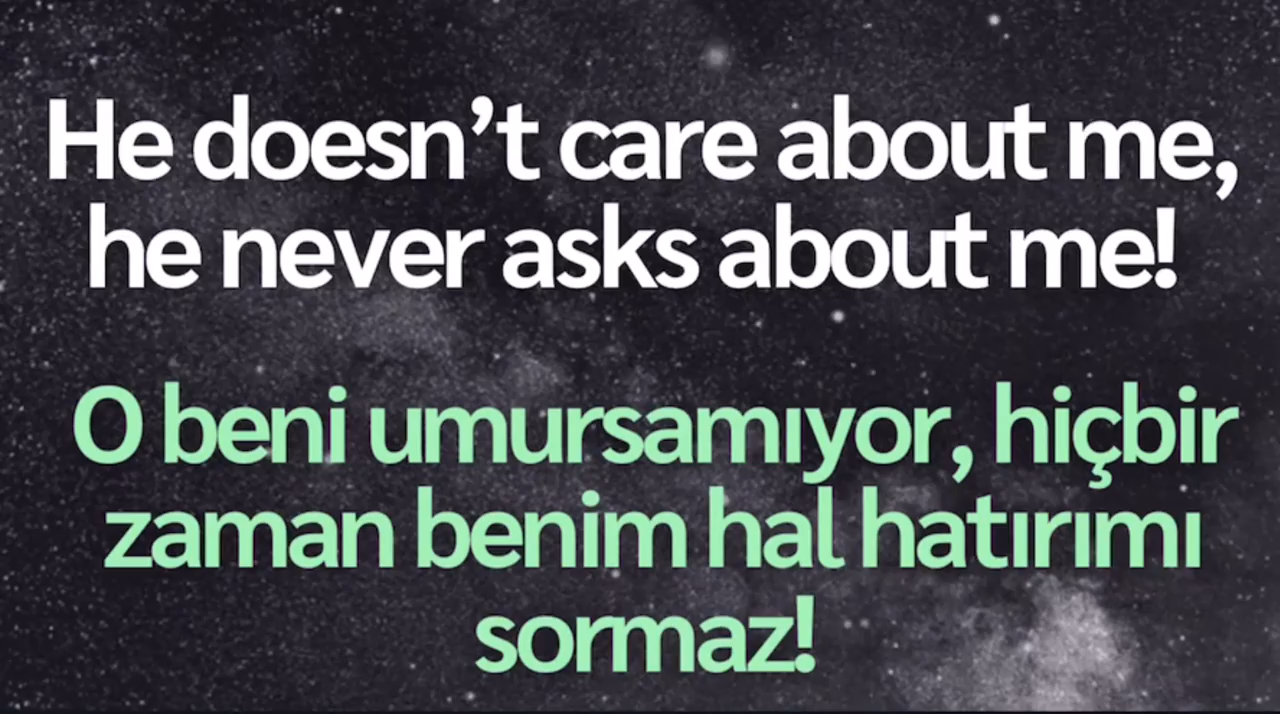 He doesn’t care about me,
he never asks about me!
O beni umursamıyor, hiçbir
zaman benim hal hatırımı
sormaz!